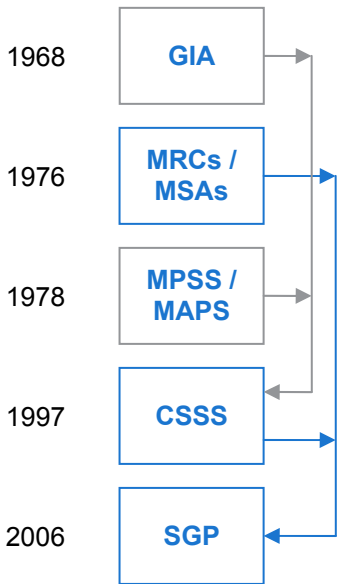 1968
GIA
1976
MRCs /
MSAs
1978
MPSS /
MAPS
1997
CSSS
2006
SGP